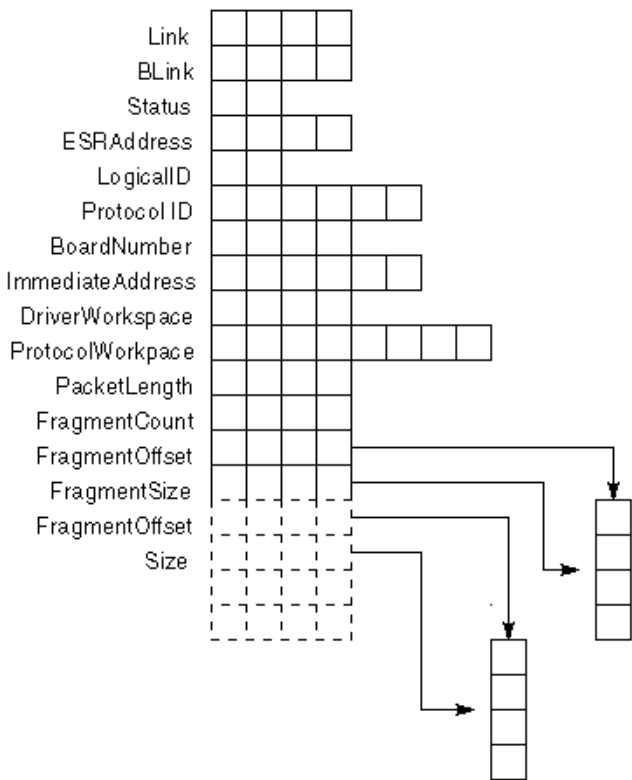 Link
BLink
Status
ESRAddress
LogicalID
Protocol ID
BoardNumber
ImmediateAddress
DriverWorkspace
ProtocolWorkpace
PacketLength
FragmentCount
FragmentOffset
FragmentSize
FragmentOffset
Size